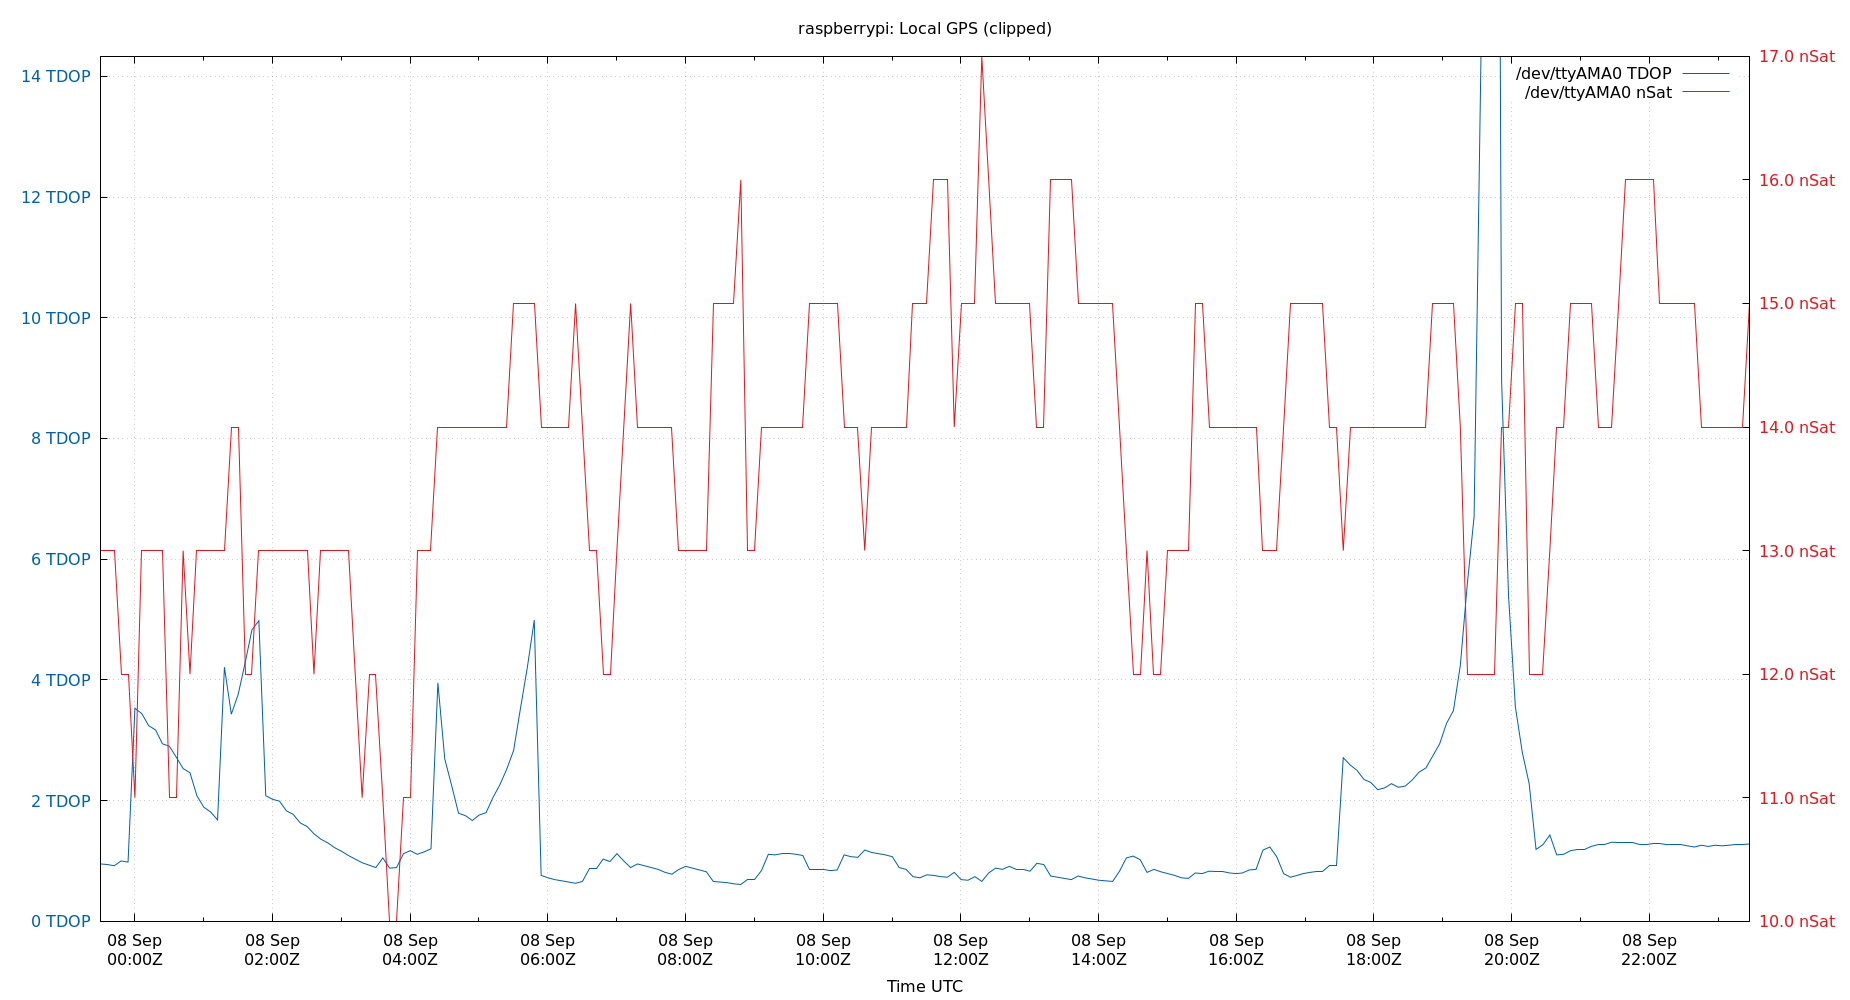 raspberrypi: Local GPS (clipped)
14 TDOP
12 TDOP
10 TDOP
8 TDOP
6 TDOP
4 TDOP
2 TDOP
0 TDOP
17.0 nSat
16.0 nSat
15.0 nSat
14.0 nSat
13.0 nSat
12.0 nSat
11.0 nSat
10.0 nSat
/dev/ttyAMA0 TDOP
/dev/ttyAMA0 nSat
08 Sep 08 Sep 08 Sep 08 Sep 08 Sep 08 Sep 08 Sep 08 Sep 08 Sep 08 Sep 08 Sep 08 Sep
00:00Z 02:00Z 04:00Z 06:00Z 08:00Z 10:00Z 12:00Z 14:00Z 16:00Z 18:00Z 20:00Z 22:00Z
Time UTC